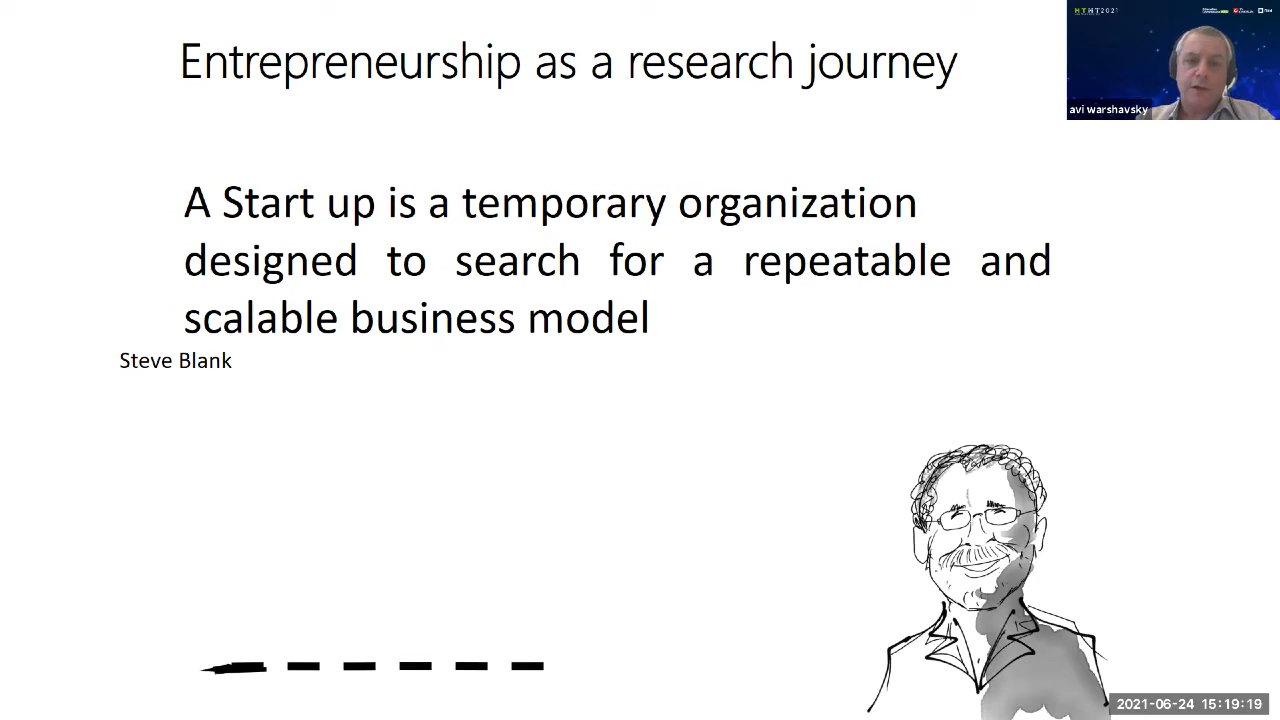 Entrepreneurship as a research journey
HTHT2021
avi warshavsky
A Start up is a temporary organization
designed to search for a repeatable and
scalable business model
Steve Blank
2021-06-24 15:19:19